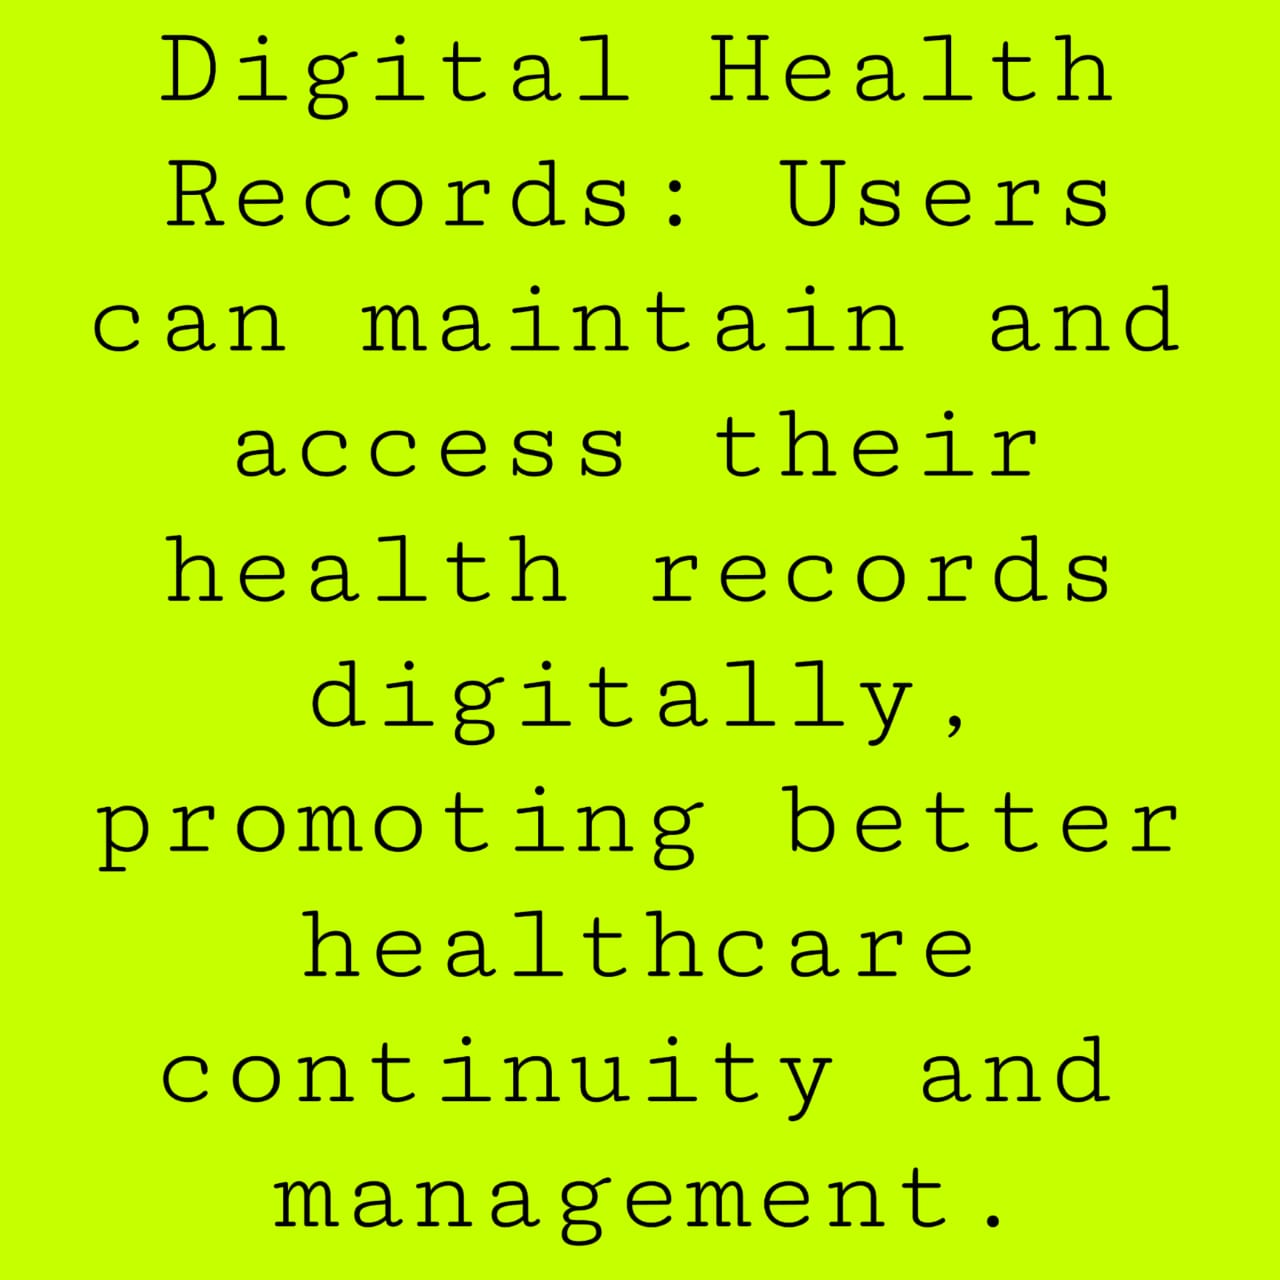 Digital Health
Records: Users
can maintain and
access their
health records
digitally,
promoting better
healthcare
continuity and
management.